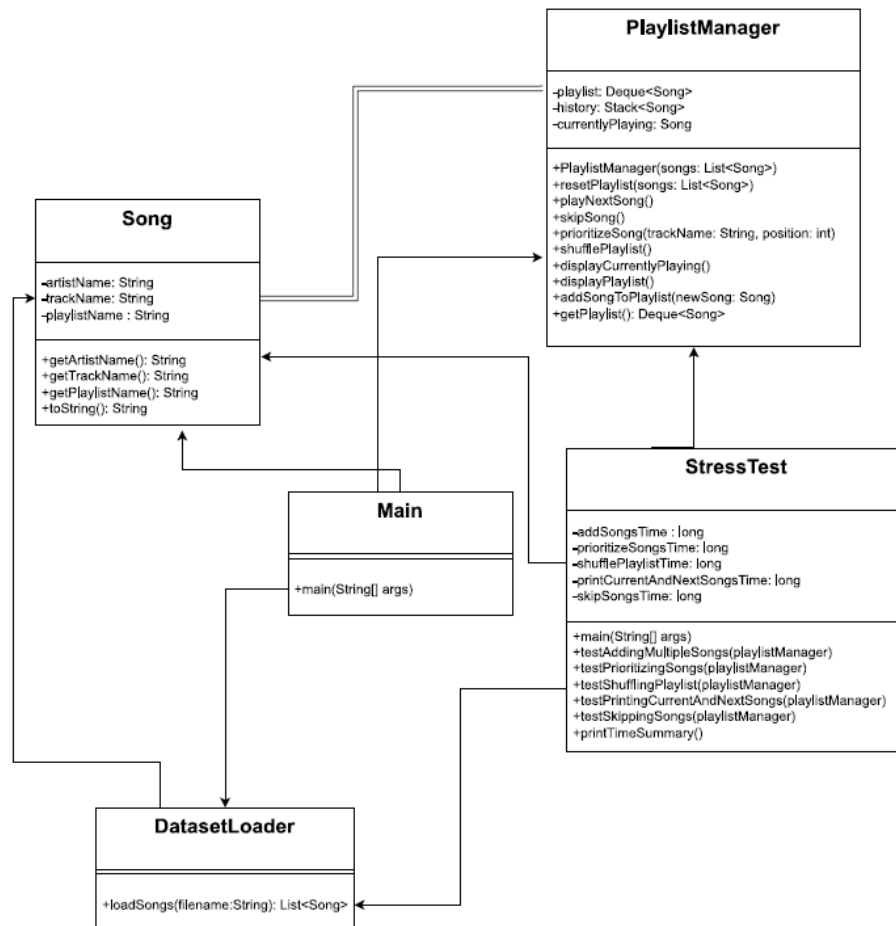 PlaylistManager
-playlist: Deque<Song>
-history: Stack<Song>
-currentlyPlaying: Song
+PlaylistManager(songs: List<Song>)
+resetPlaylist(songs: List<Song>)
+playNextSong()
+skipSong()
+prioritizeSong(trackName: String, position: int)
+shufflePlaylist()
+displayCurrentlyPlaying()
+displayPlaylist()
+addSongToPlaylist(newSong: Song)
+getPlaylist(): Deque<Song>
Song
-artistName: String
-trackName: String
-playlistName : String
+getArtistName(): String
+getTrackName(): String
+getPlaylistName(): String
+toString(): String
Main
+main(String[] args)
StressTest
-addSongsTime : long
-prioritizeSongsTime: long
-shufflePlaylistTime: long
-printCurrentAndNextSongsTime: long
-skipSongsTime: long
+main(String[] args)
+testAddingMultipleSongs(playlistManager)
+testPrioritizingSongs(playlistManager)
+testShufflingPlaylist(playlistManager)
+testPrintingCurrentAndNextSongs(playlistManager)
+testSkippingSongs(playlistManager)
+printTimeSummary()
DatasetLoader
+loadSongs(filename:String): List<Song>